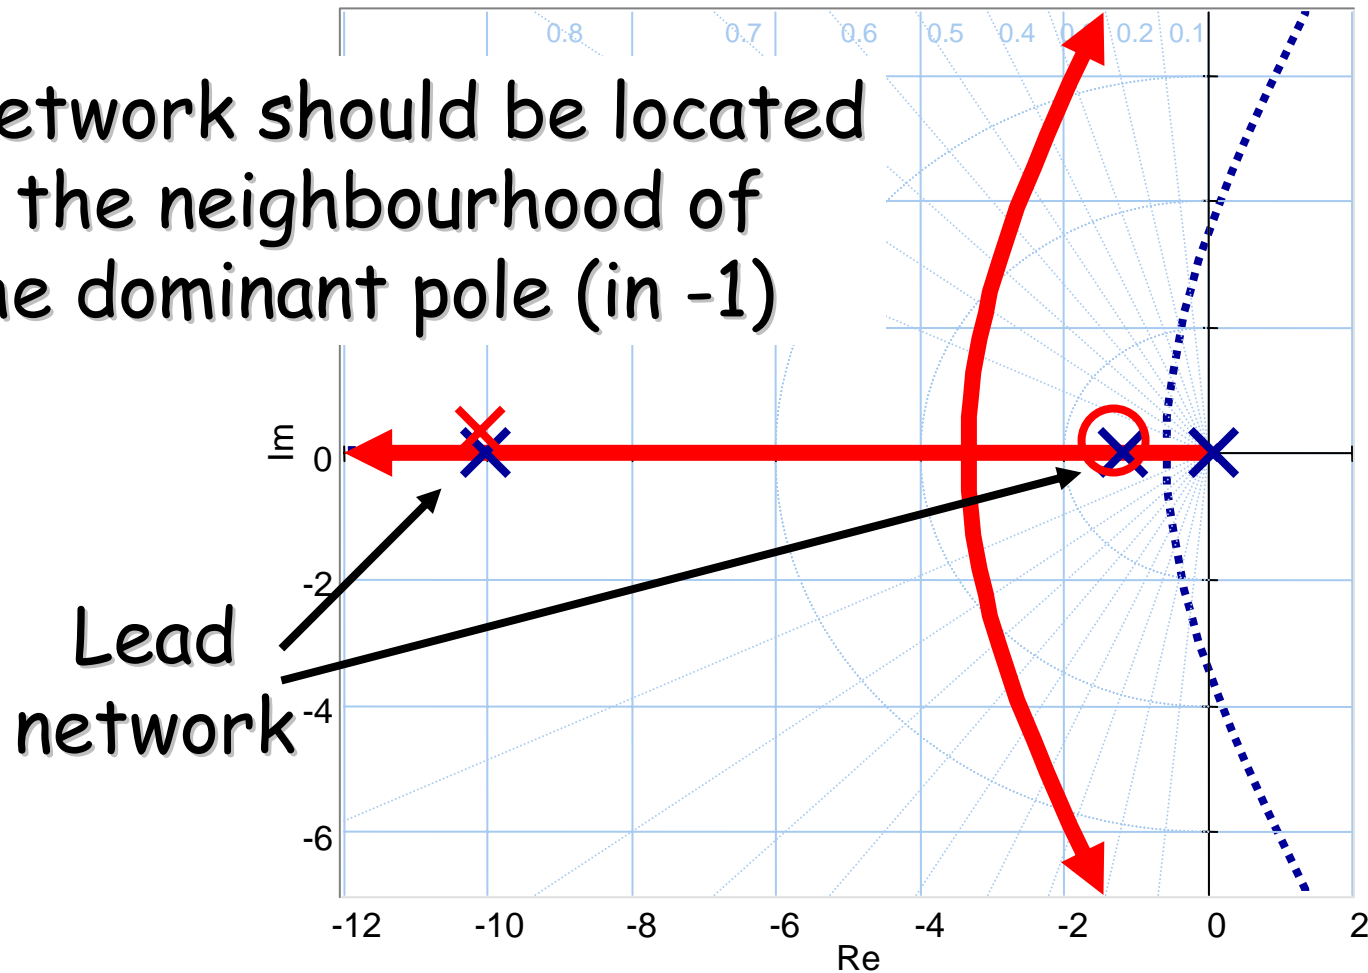 0.8 0.7 0.6 0.5 0.4 0.2 0.1
network should be located
the neighbourhood of
dominant pole (in -1)
Im
0
-2
Lead
network
-4
-6
-12 -10 -8 -6 -4 -2 0 2
Re